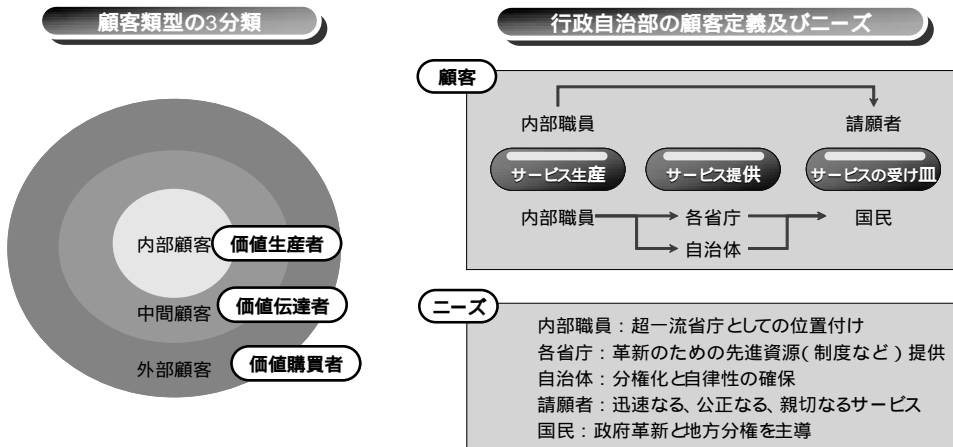 顧客類型の3分類
内部顧客 価値生産者
中間顧客 価値伝達者
外部顧客 価値購買者
行政自治部の顧客定義及びニーズ
顧客
内部職員 請願者
サービス生産 サービス提供 サービスの受け皿
内部職員 各省庁 国民
自治体
ニーズ
内部職員：超一流省庁としての位置付け
各省庁：革新のための先進資源(制度など)提供
自治体：分権化と自律性の確保
請願者：迅速なる、公正なる、親切なるサービス
国民：政府革新と地方分権を主導